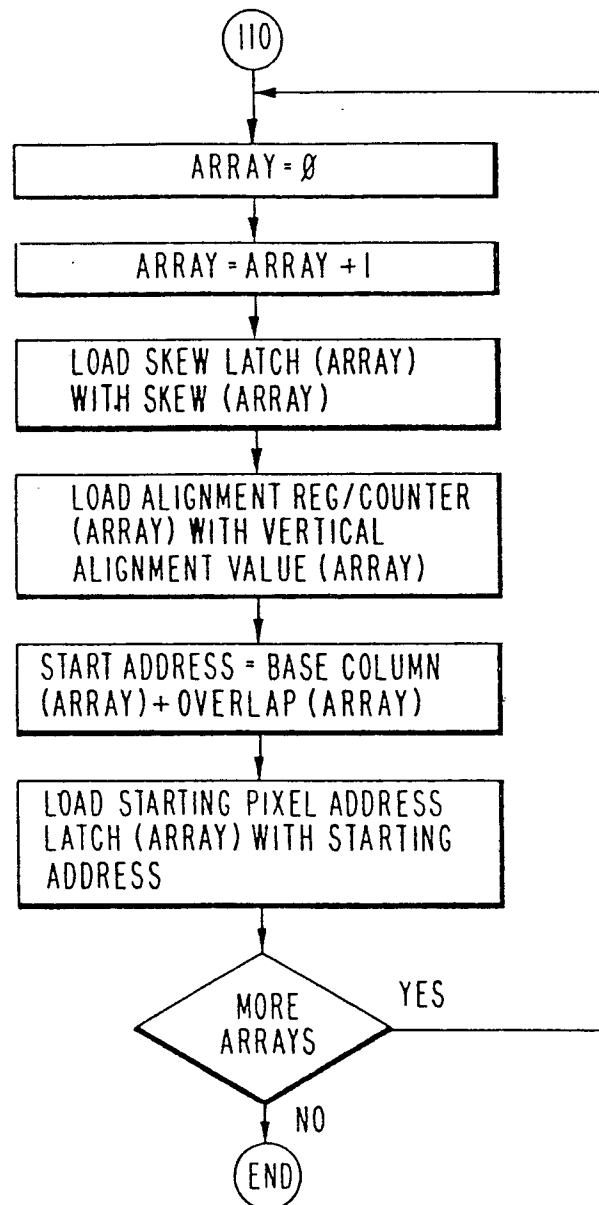 110
ARRAY = Ø
ARRAY = ARRAY + 1
LOAD SKEW LATCH (ARRAY)
WITH SKEW (ARRAY)
LOAD ALIGNMENT REG/COUNTER
(ARRAY) WITH VERTICAL
ALIGNMENT VALUE (ARRAY)
START ADDRESS = BASE COLUMN
(ARRAY) + OVERLAP (ARRAY)
LOAD STARTING PIXEL ADDRESS
LATCH (ARRAY) WITH STARTING
ADDRESS
MORE
ARRAYS
YES
NO
END